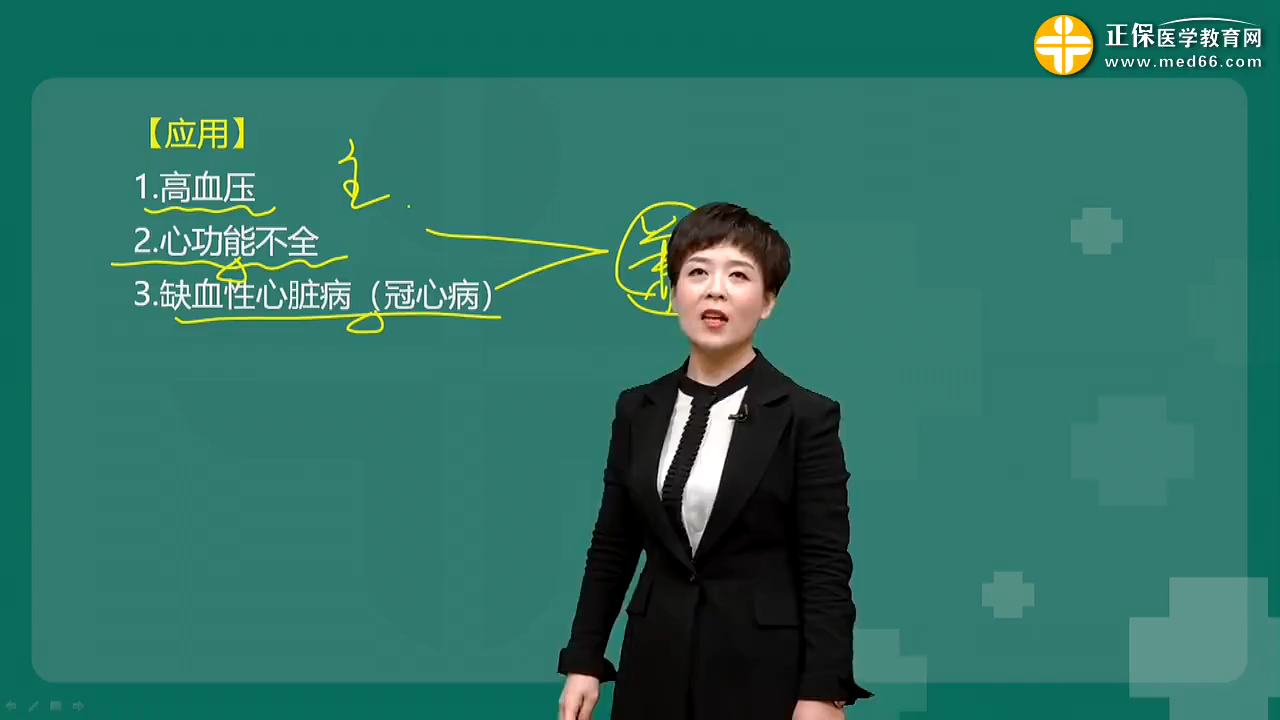 正保医学教育网
www.med66.com
【应用】
1.高血压
主
2.心功能不全
3.缺血性心脏病（冠心病）